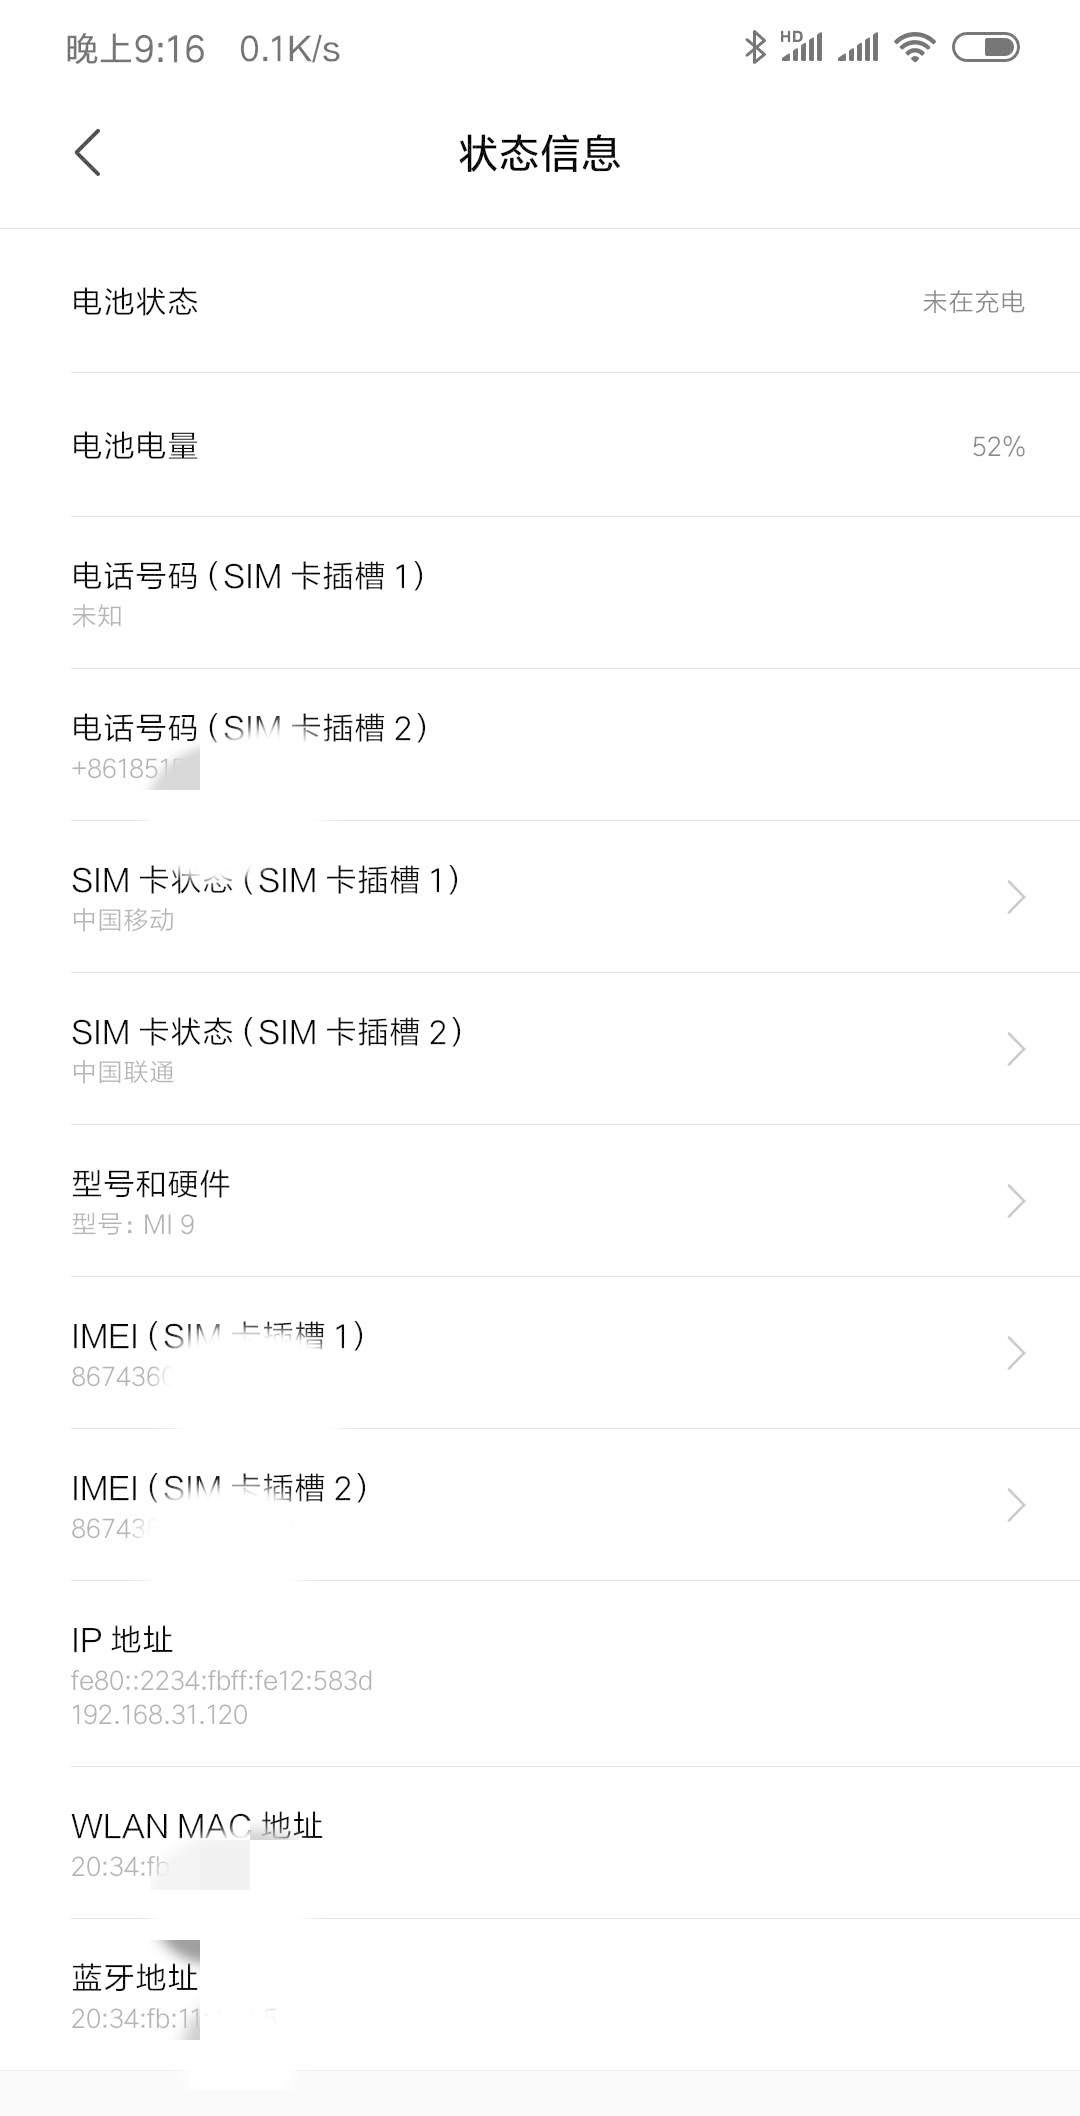 晚上9:16 0.1K/s HD
状态信息
电池状态 未在充电
电池电量 52%
电话号码（SIM 卡插槽 1）
未知
电话号码（SIM 卡插槽 2）
+861851
SIM 卡状态（SIM 卡插槽 1）
中国移动
SIM 卡状态（SIM 卡插槽 2）
中国联通
型号和硬件
型号：MI 9
IMEI（SIM 卡插槽 1）
867436
IMEI（SIM 卡插槽 2）
86743
IP 地址
fe80::2234:fbff:fe12:583d
192.168.31.120
WLAN MAC 地址
20:34:fb
蓝牙地址
20:34:fb:11